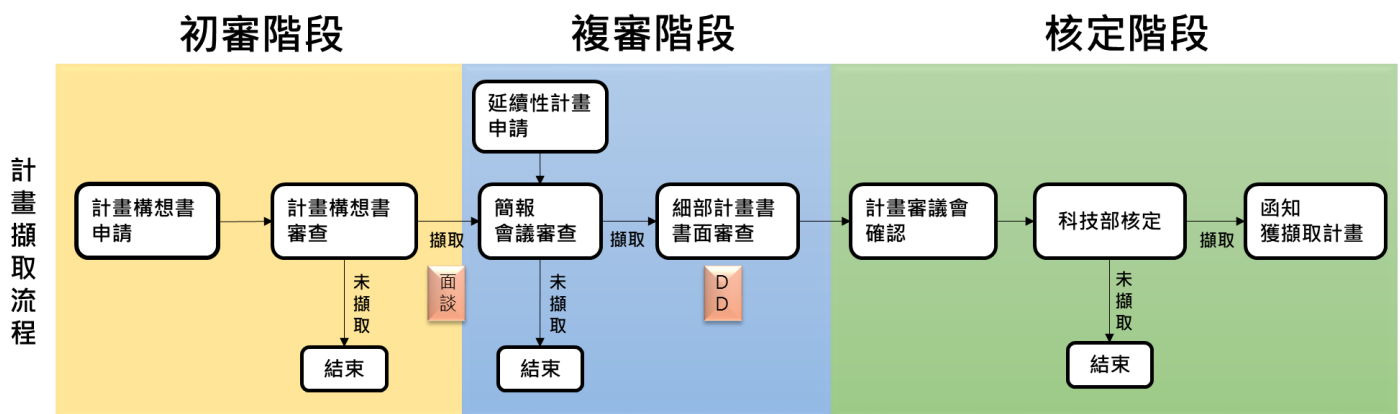 初審階段
複審階段
核定階段
計畫擷取流程
計畫構想書
申請
計畫構想書
審查
擷取
面談
未擷取
結束
延續性計畫
申請
簡報
會議審查
擷取
未擷取
結束
細部計畫書
書面審查
DD
計畫審議會
確認
科技部核定
擷取
未擷取
結束
函知
獲擷取計畫